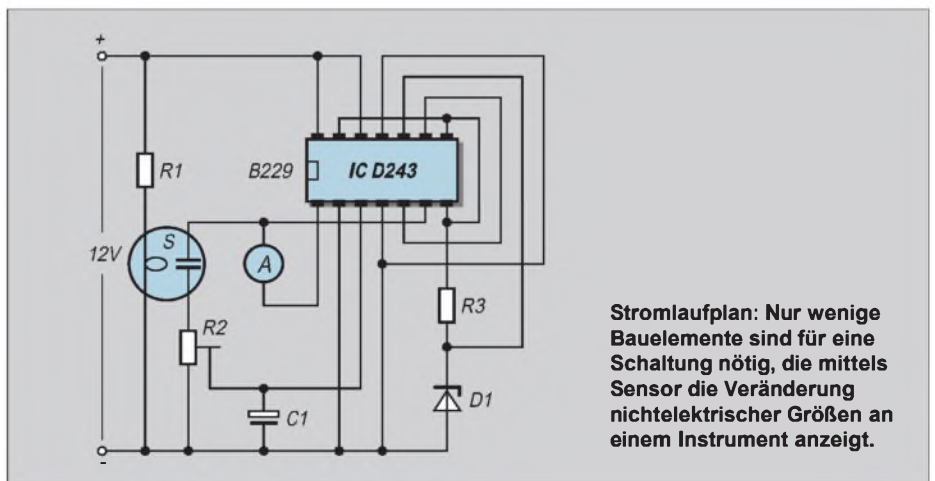 +
R1
B229
IC D243
12V
S
A
R2
R3
C1
D1
-
Stromlaufplan: Nur wenige
Bauelemente sind für eine
Schaltung nötig, die mittels
Sensor die Veränderung
nichtelektrischer Größen an
einem Instrument anzeigt.